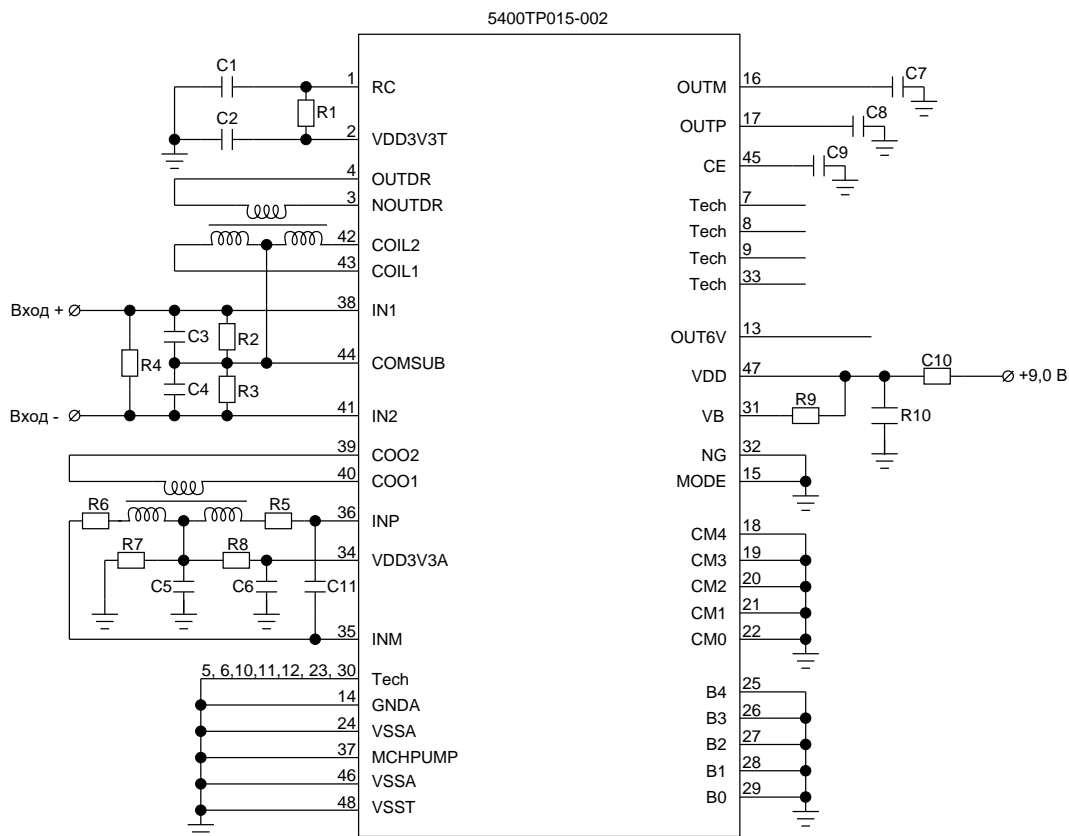 5400TP015-002
C1
1
RC
R1
C2
2
VDD3V3T
4
OUTDR
3
NOUTDR
42
COIL2
43
COIL1
Вход +
38
IN1
C3
R2
R4
44
COMSUB
C4
R3
Вход -
41
IN2
39
COO2
40
COO1
R6
R5
36
INP
R7
R8
34
VDD3V3A
C5
C6
C11
35
INM
5, 6,10,11,12, 23, 30
Tech
14
GNDA
24
VSSA
37
MCHPUMP
46
VSSA
48
VSST
OUTM
16
C7
OUTP
17
C8
CE
45
C9
Tech
7
Tech
8
Tech
9
Tech
33
OUT6V
13
VDD
47
C10
+9,0 В
VB
31
R9
R10
NG
32
MODE
15
CM4
18
CM3
19
CM2
20
CM1
21
CM0
22
B4
25
B3
26
B2
27
B1
28
B0
29